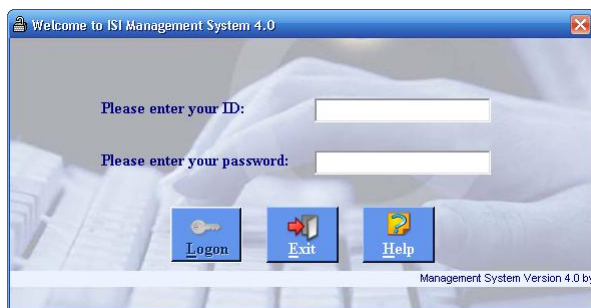 Welcome to ISI Management System 4.0
Please enter your ID:
Please enter your password:
Logon Exit Help
Management System Version 4.0 by